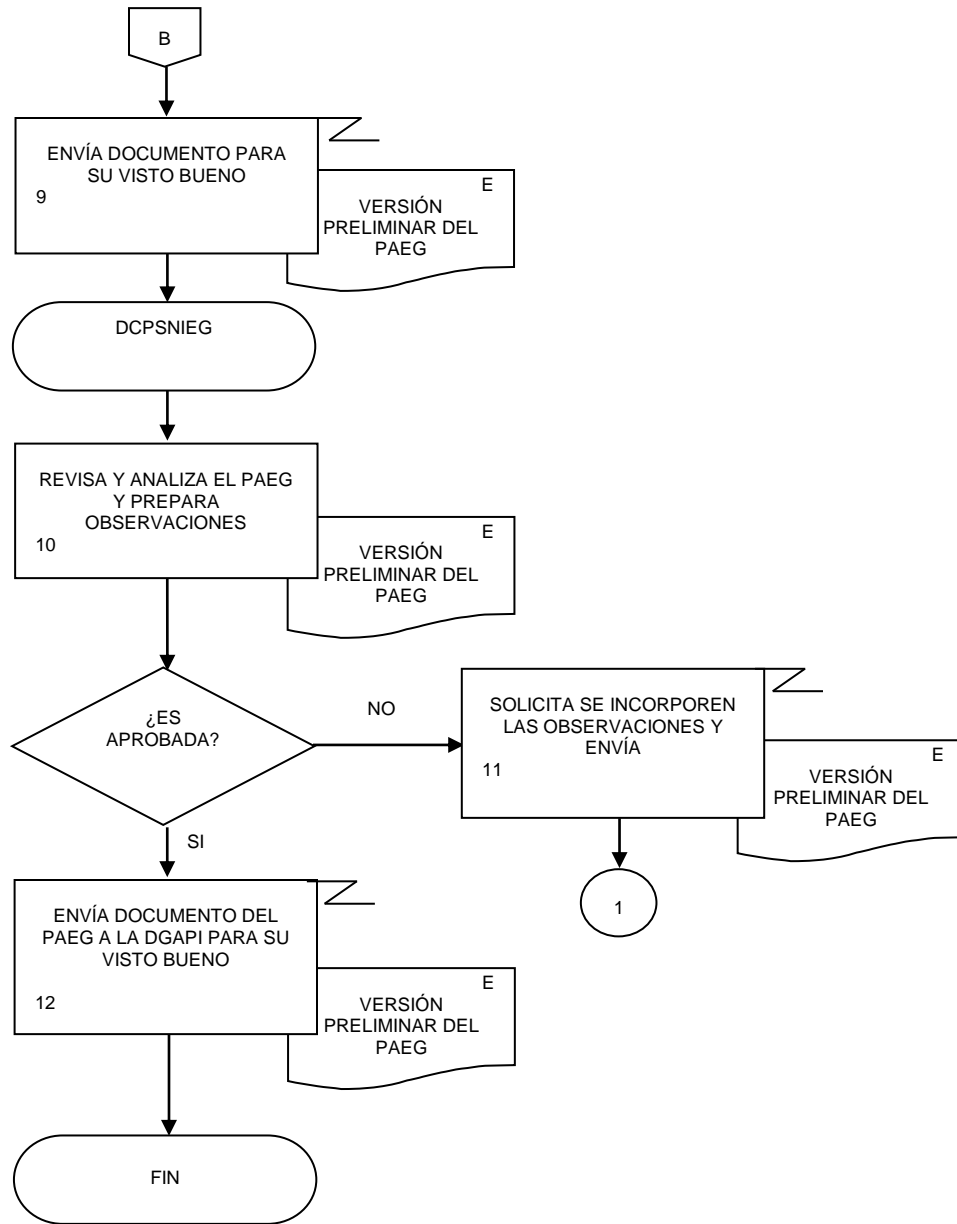 B
ENVÍA DOCUMENTO PARA
SU VISTO BUENO
9
E
VERSIÓN
PRELIMINAR DEL
PAEG
DCPSNIEG
REVISA Y ANALIZA EL PAEG
Y PREPARA
OBSERVACIONES
10
E
VERSIÓN
PRELIMINAR DEL
PAEG
¿ES
APROBADA?
NO
SOLICITA SE INCORPOREN
LAS OBSERVACIONES Y
ENVÍA
11
E
VERSIÓN
PRELIMINAR DEL
PAEG
1
SI
ENVÍA DOCUMENTO DEL
PAEG A LA DGAPI PARA SU
VISTO BUENO
12
E
VERSIÓN
PRELIMINAR DEL
PAEG
FIN